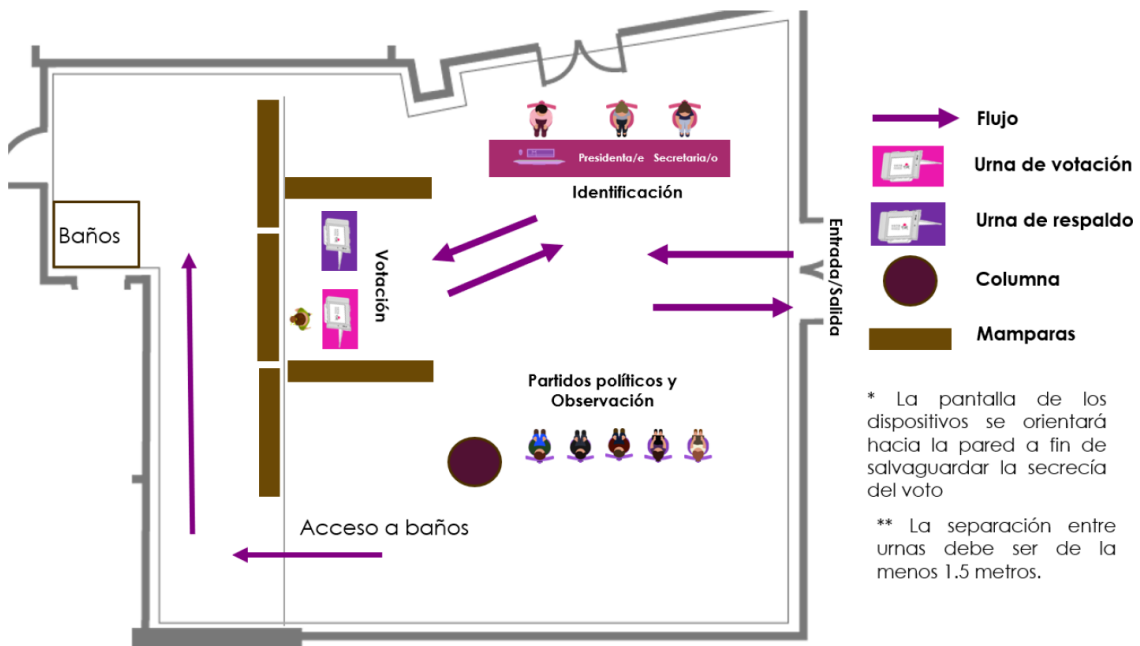 Presidenta/e Secretaria/o
Identificación
Baños
Votación
Entrada/Salida
Partidos políticos y
Observación
Acceso a baños
Flujo
Urna de votación
Urna de respaldo
Columna
Mamparas
* La pantalla de los
dispositivos se orientará
hacia la pared a fin de
salvaguardar la secrecía
del voto
** La separación entre
urnas debe ser de la
menos 1.5 metros.